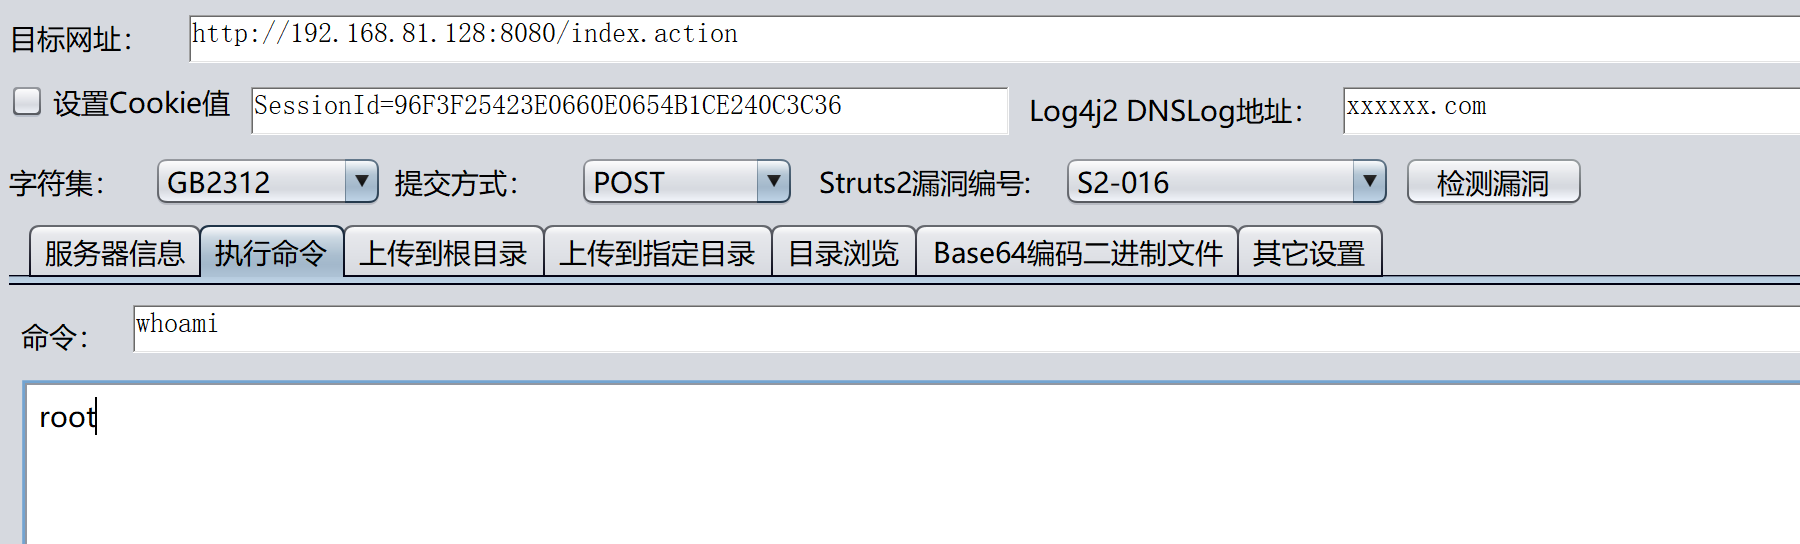 目标网址： http://192.168.81.128:8080/index.action
设置Cookie值 SessionId=96F3F25423E0660E0654B1CE240C3C36 Log4j2 DNSLog地址： xxxxxx.com
字符集： GB2312 提交方式： POST Struts2漏洞编号: S2-016 检测漏洞
服务器信息 执行命令 上传到根目录 上传到指定目录 目录浏览 Base64编码二进制文件 其它设置
命令： whoami
root